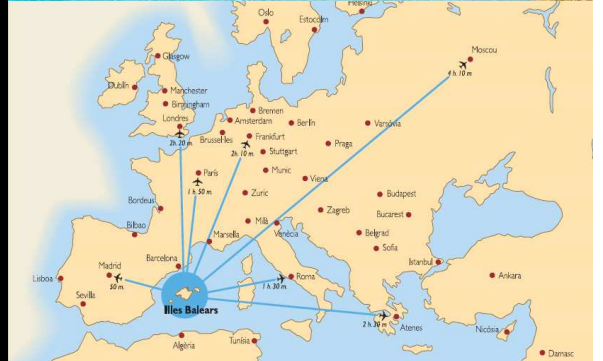 Oslo
Estocolm
Helsinki
Moscou
4 h. 10 m
Glasgow
Dublín
Manchester
Birmingham
Londres
2h. 20 m.
Bremen
Amsterdam
Berlín
Varsòvia
Brussel·les
Frankfurt
2h. 10 m.
Stuttgart
Praga
París
1 h. 50 m.
Munic
Viena
Zuric
Budapest
Bordeus
Zagreb
Bucarest
Bilbao
Marsella
Milà
Venècia
Belgrad
Sofia
Barcelona
Istanbul
Madrid
50 m.
Lisboa
Roma
1 h. 30 m.
Ankara
Sevilla
Illes Balears
2 h. 30 m.
Atenes
Nicòsia
Algèria
Tunísia
Damasc